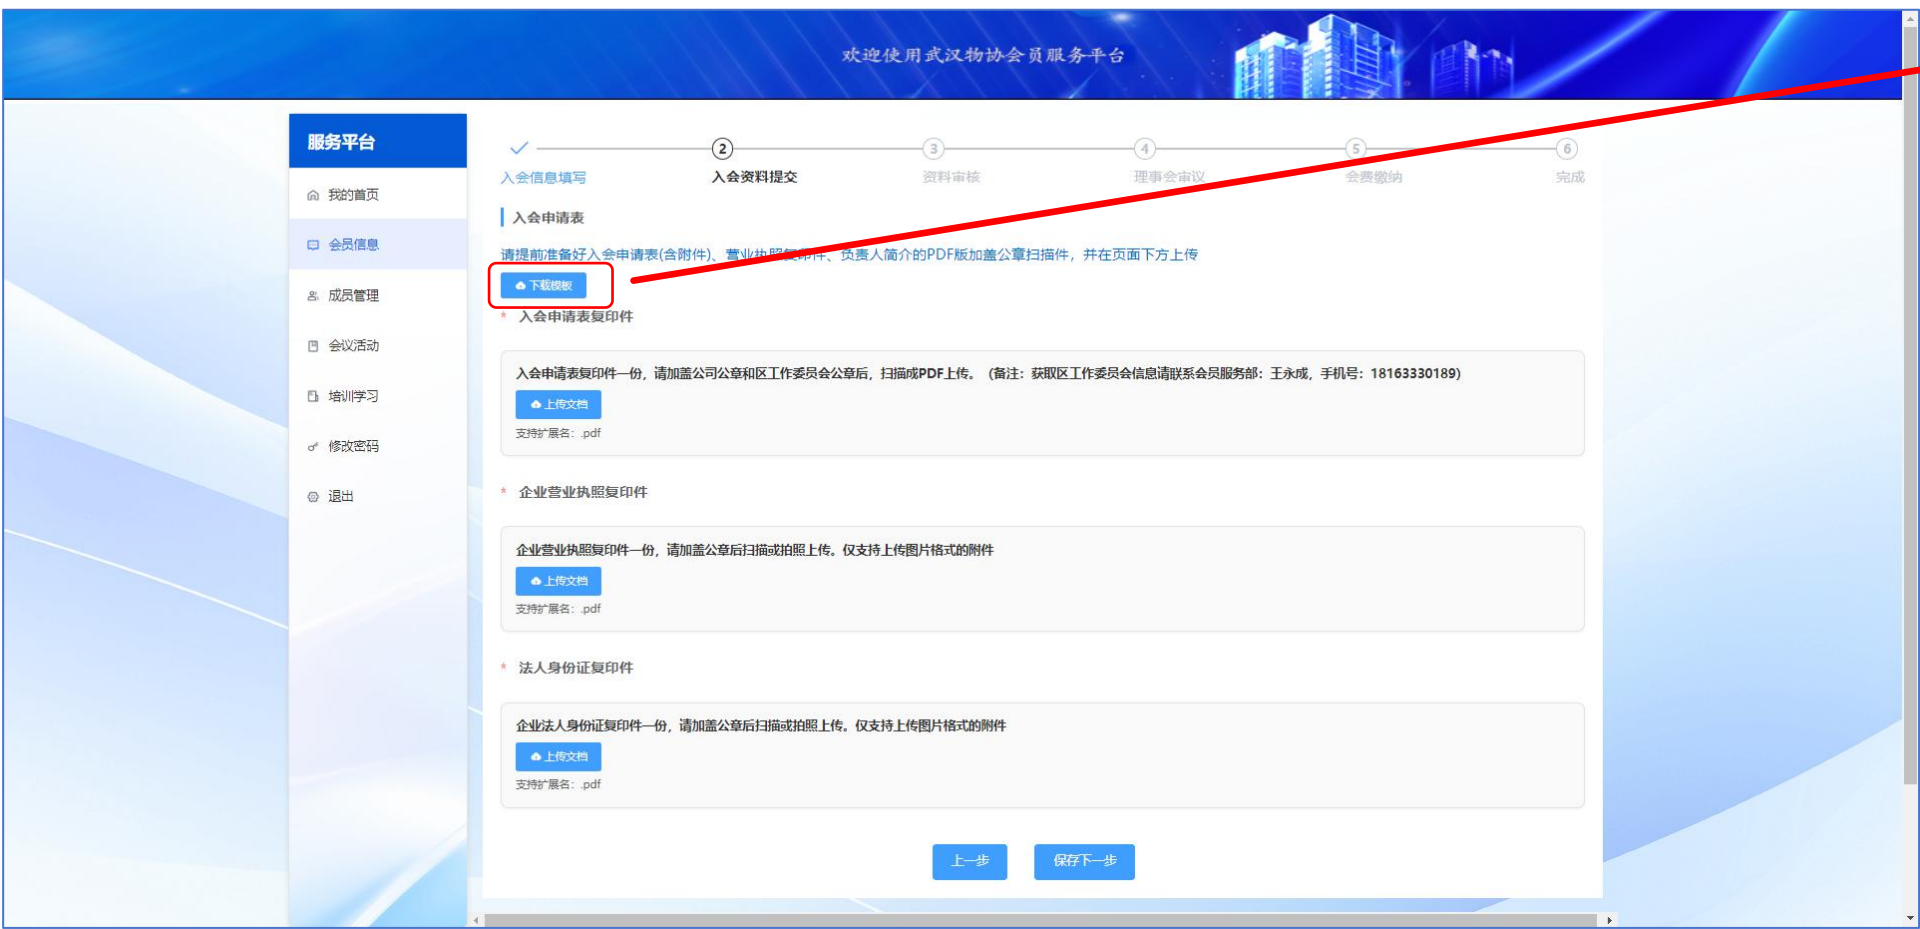 欢迎使用武汉物协会员服务平台
服务平台
我的首页
会员信息
成员管理
会议活动
培训学习
修改密码
退出
2 3 4 5 6
入会信息填写 入会资料提交 资料审核 理事会审议 会费缴纳 完成
入会申请表
请提前准备好入会申请表(含附件)、营业执照复印件、负责人简介的PDF版加盖公章扫描件，并在页面下方上传
下载模板
* 入会申请表复印件
入会申请表复印件一份，请加盖公司公章和区工作委员会公章后，扫描成PDF上传。（备注：获取区工作委员会信息请联系会员服务部：王永成，手机号：18163330189）
上传文档
支持扩展名：.pdf
* 企业营业执照复印件
企业营业执照复印件一份，请加盖公章后扫描或拍照上传。仅支持上传图片格式的附件
上传文档
支持扩展名：.pdf
* 法人身份证复印件
企业法人身份证复印件一份，请加盖公章后扫描或拍照上传。仅支持上传图片格式的附件
上传文档
支持扩展名：.pdf
上一步 保存下一步